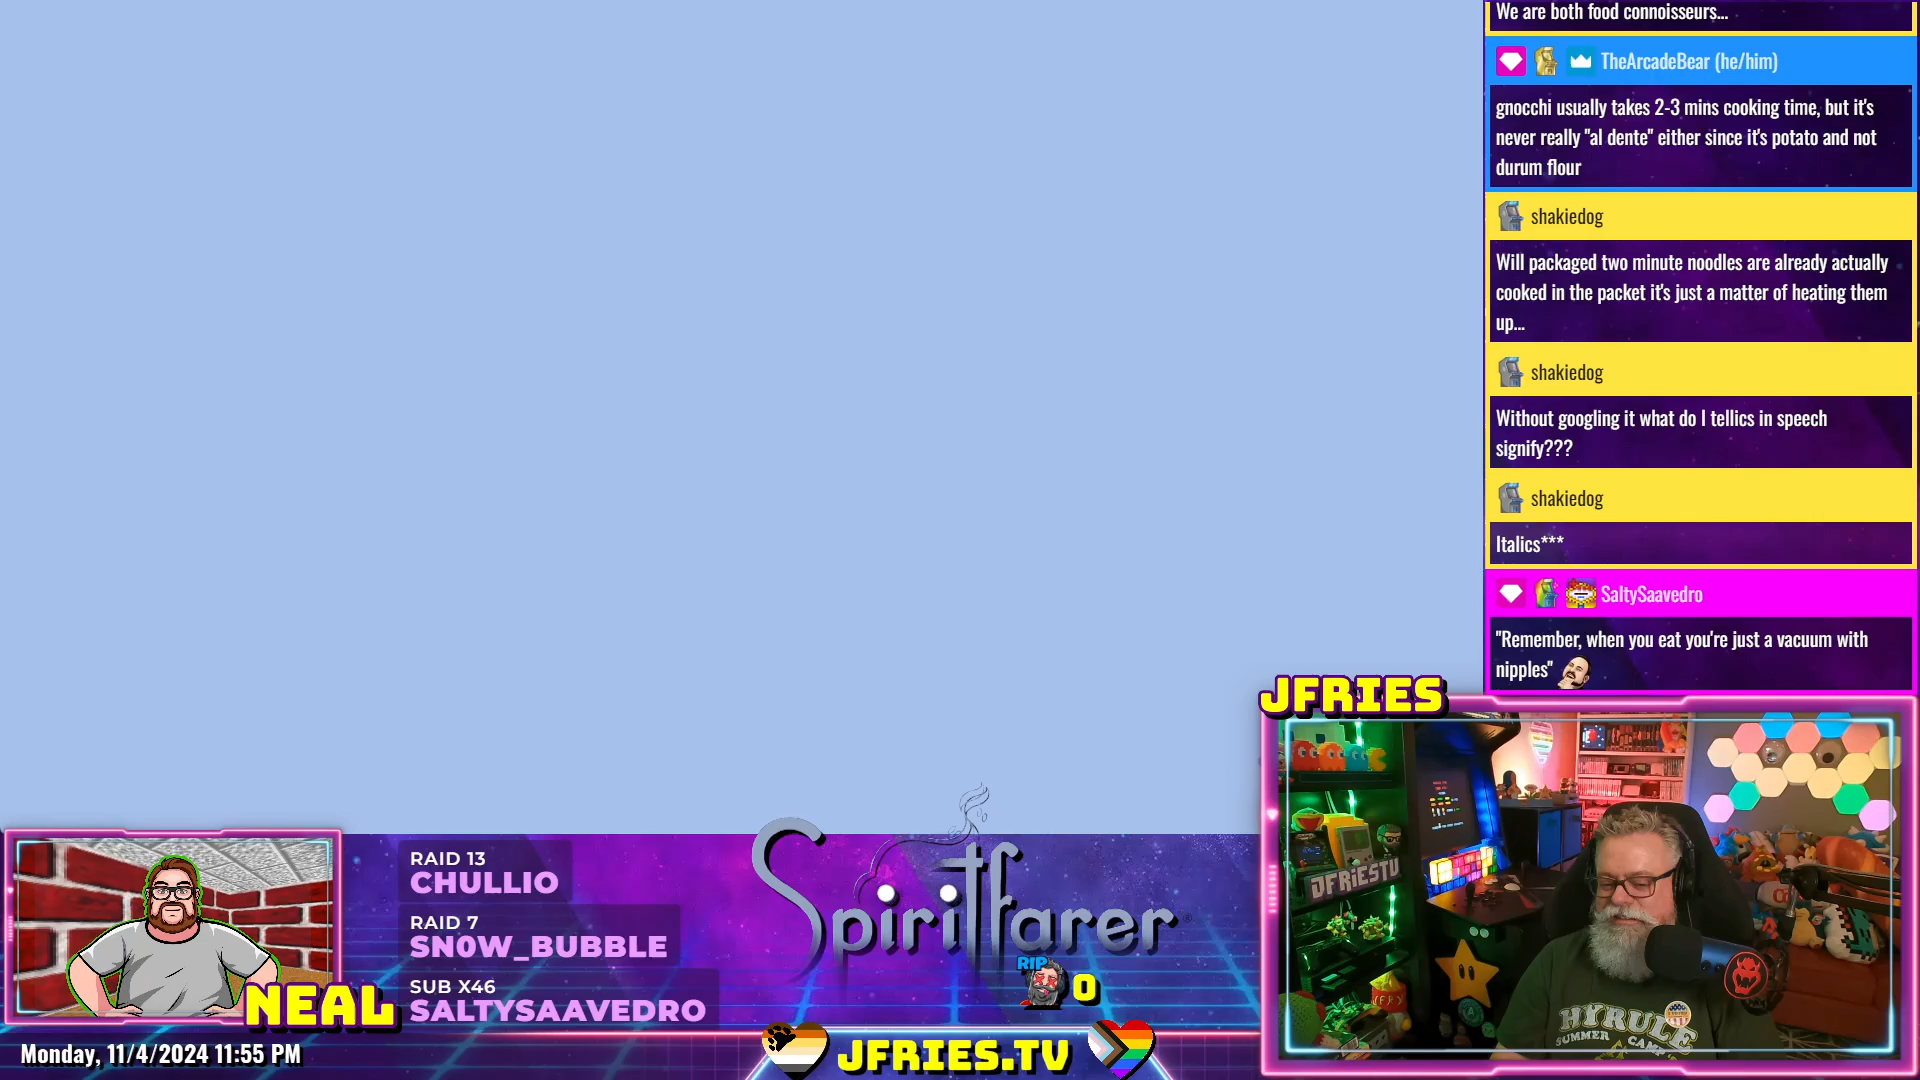 We are both food connoisseurs...
TheArcadeBear (he/him)
gnocchi usually takes 2-3 mins cooking time, but it's
never really "al dente" either since it's potato and not
durum flour
shakiedog
Will packaged two minute noodles are already actually
cooked in the packet it's just a matter of heating them
up...
shakiedog
Without googling it what do I tellics in speech
signify???
shakiedog
Italics***
SaltySaavedro
"Remember, when you eat you're just a vacuum with
nipples"
JFRIES
JFRIESTV
HYRULE
SUMMER CAMP
RAID 13
CHULLIO
RAID 7
SN0W_BUBBLE
SUB X46
SALTYSAAVEDRO
Spiritfarer
RIP
0
NEAL
Monday, 11/4/2024 11:55 PM
JFRIES.TV